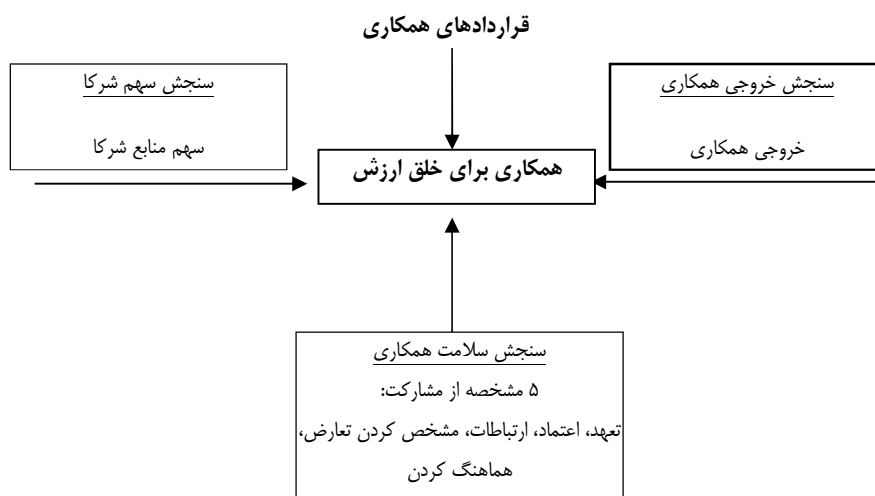 قراردادهای همکاری
سنجش خروجی همکاری
خروجی همکاری
سنجش سهم شرکا
سهم منابع شرکا
همکاری برای خلق ارزش
سنجش سلامت همکاری
۵ مشخصه از مشارکت:
تعهد، اعتماد، ارتباطات، مشخص کردن تعارض،
هماهنگ کردن